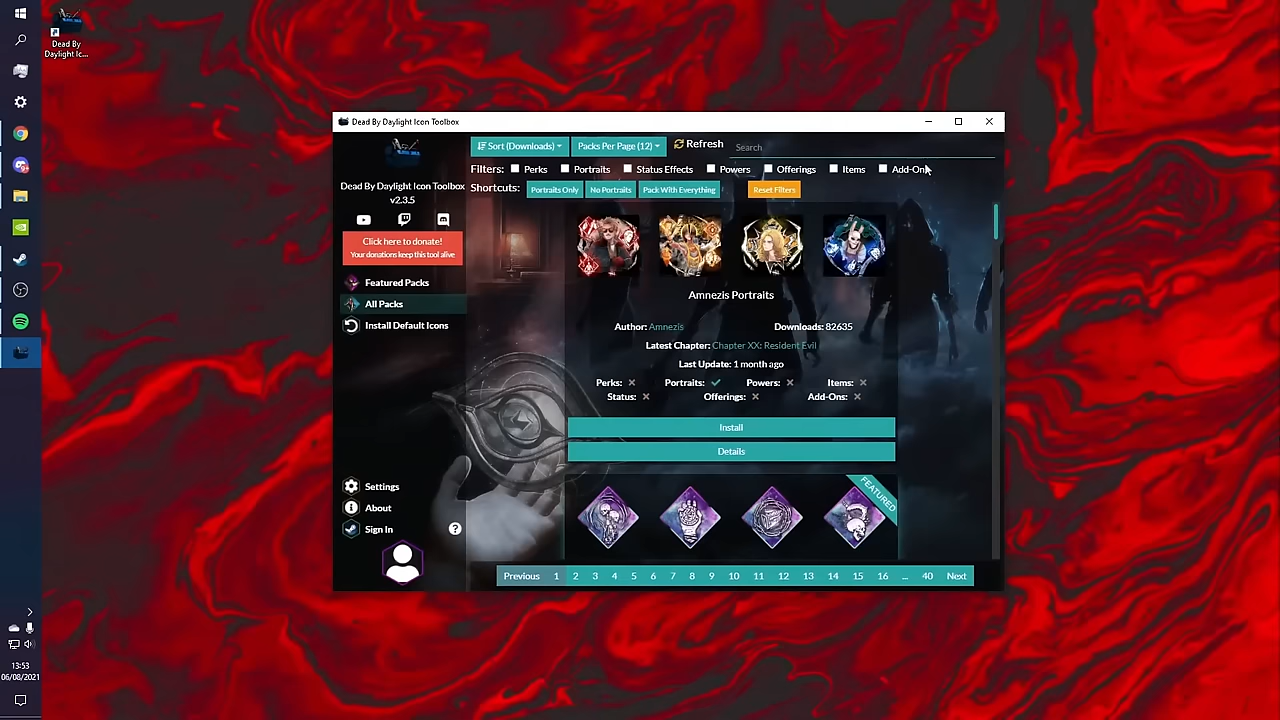 Dead By
Daylight Ic...
Dead By Daylight Icon Toolbox
Sort (Downloads)
Packs Per Page (12)
Refresh
Search
Filters:
Perks
Portraits
Status Effects
Powers
Offerings
Items
Add-Ons
Shortcuts:
Portraits Only
No Portraits
Pack With Everything
Reset Filters
Dead By Daylight Icon Toolbox
v2.3.5
Click here to donate!
Your donations keep this tool alive
Featured Packs
All Packs
Install Default Icons
Settings
About
Sign In
?
Amnezis Portraits
Author: Amnezis
Downloads: 82635
Latest Chapter: Chapter XX: Resident Evil
Last Update: 1 month ago
Perks:
Portraits:
Powers:
Items:
Status:
Offerings:
Add-Ons:
Install
Details
FEATURED
Previous 1 2 3 4 5 6 7 8 9 10 11 12 13 14 15 16 ... 40 Next
13:53
06/08/2021